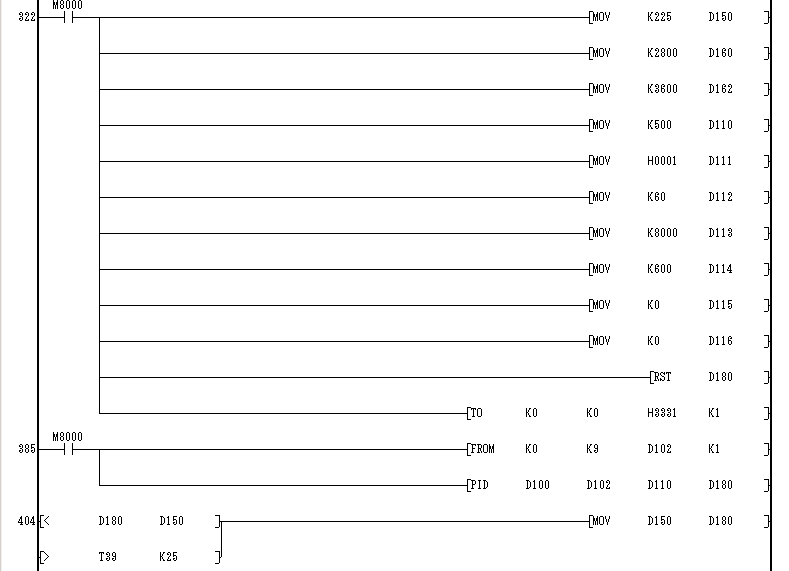 M8000
322 MOV K225 D150
MOV K2800 D160
MOV K3600 D162
MOV K500 D110
MOV H0001 D111
MOV K60 D112
MOV K8000 D113
MOV K600 D114
MOV K0 D115
MOV K0 D116
RST D180
TO K0 K0 H3331 K1
M8000
385 FROM K0 K9 D102 K1
PID D100 D102 D110 D180
404 < D180 D150 MOV D150 D180
> T39 K25